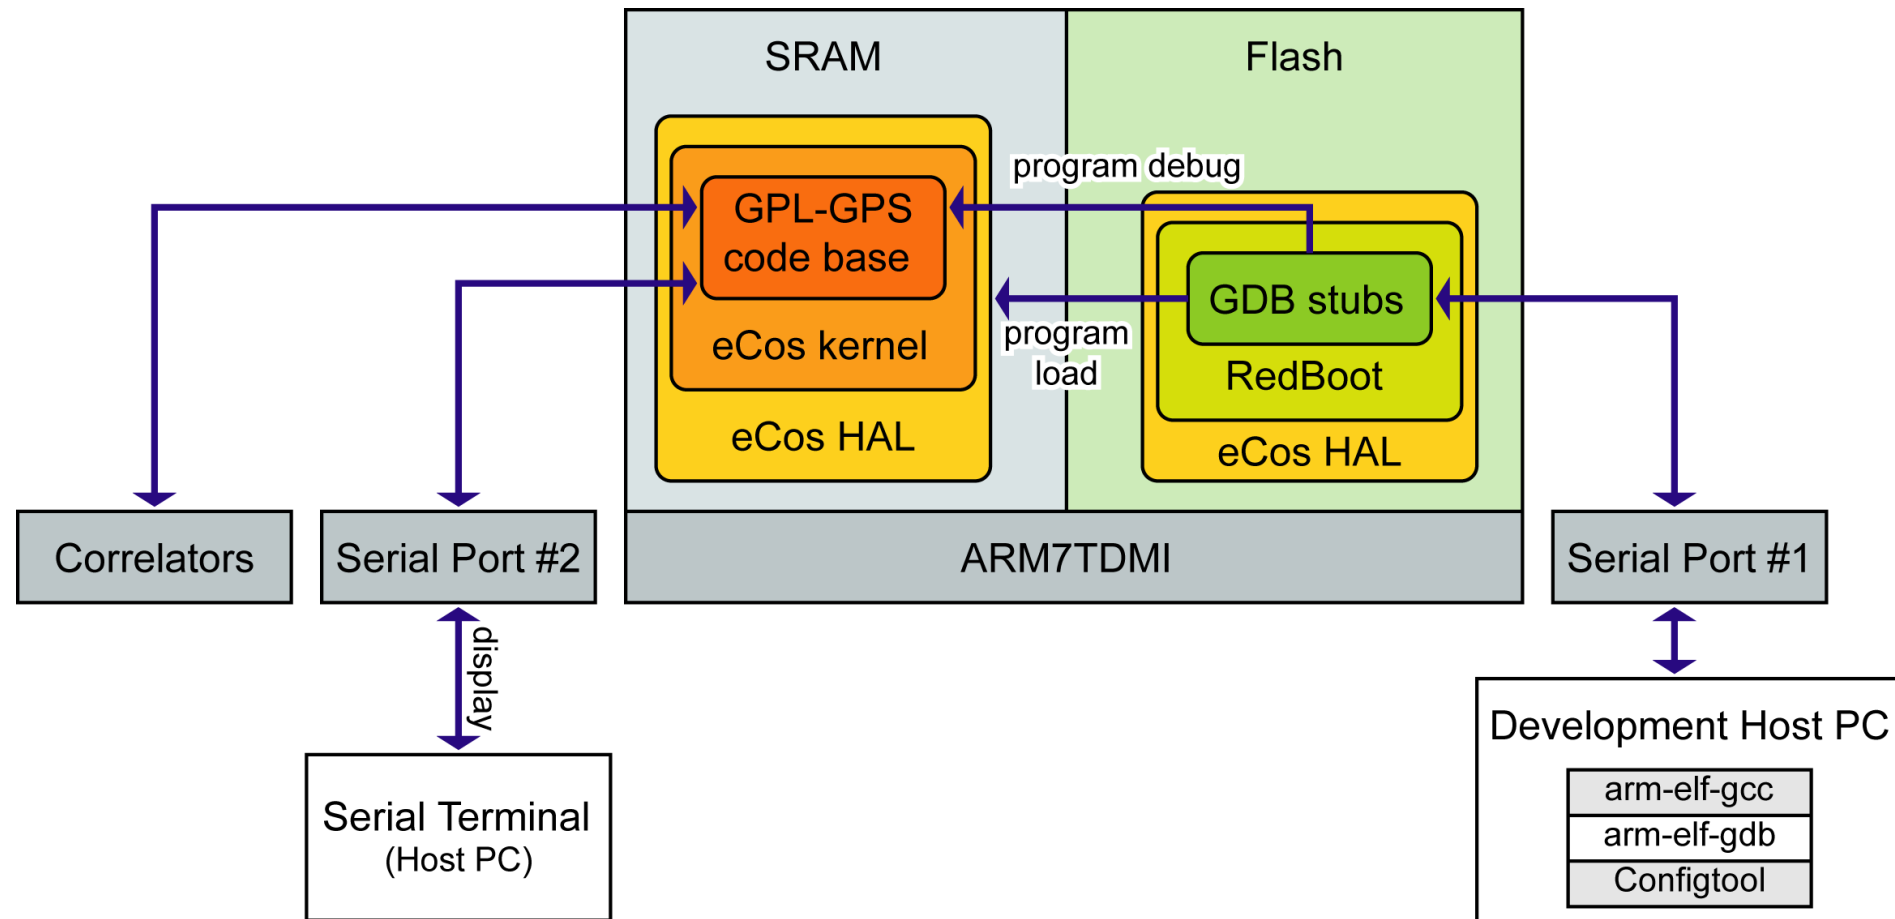 SRAM
Flash
program debug
GPL-GPS
code base
GDB stubs
eCos kernel
program
load
RedBoot
eCos HAL
eCos HAL
Correlators
Serial Port #2
ARM7TDMI
Serial Port #1
display
Development Host PC
arm-elf-gcc
arm-elf-gdb
Configtool
Serial Terminal
(Host PC)